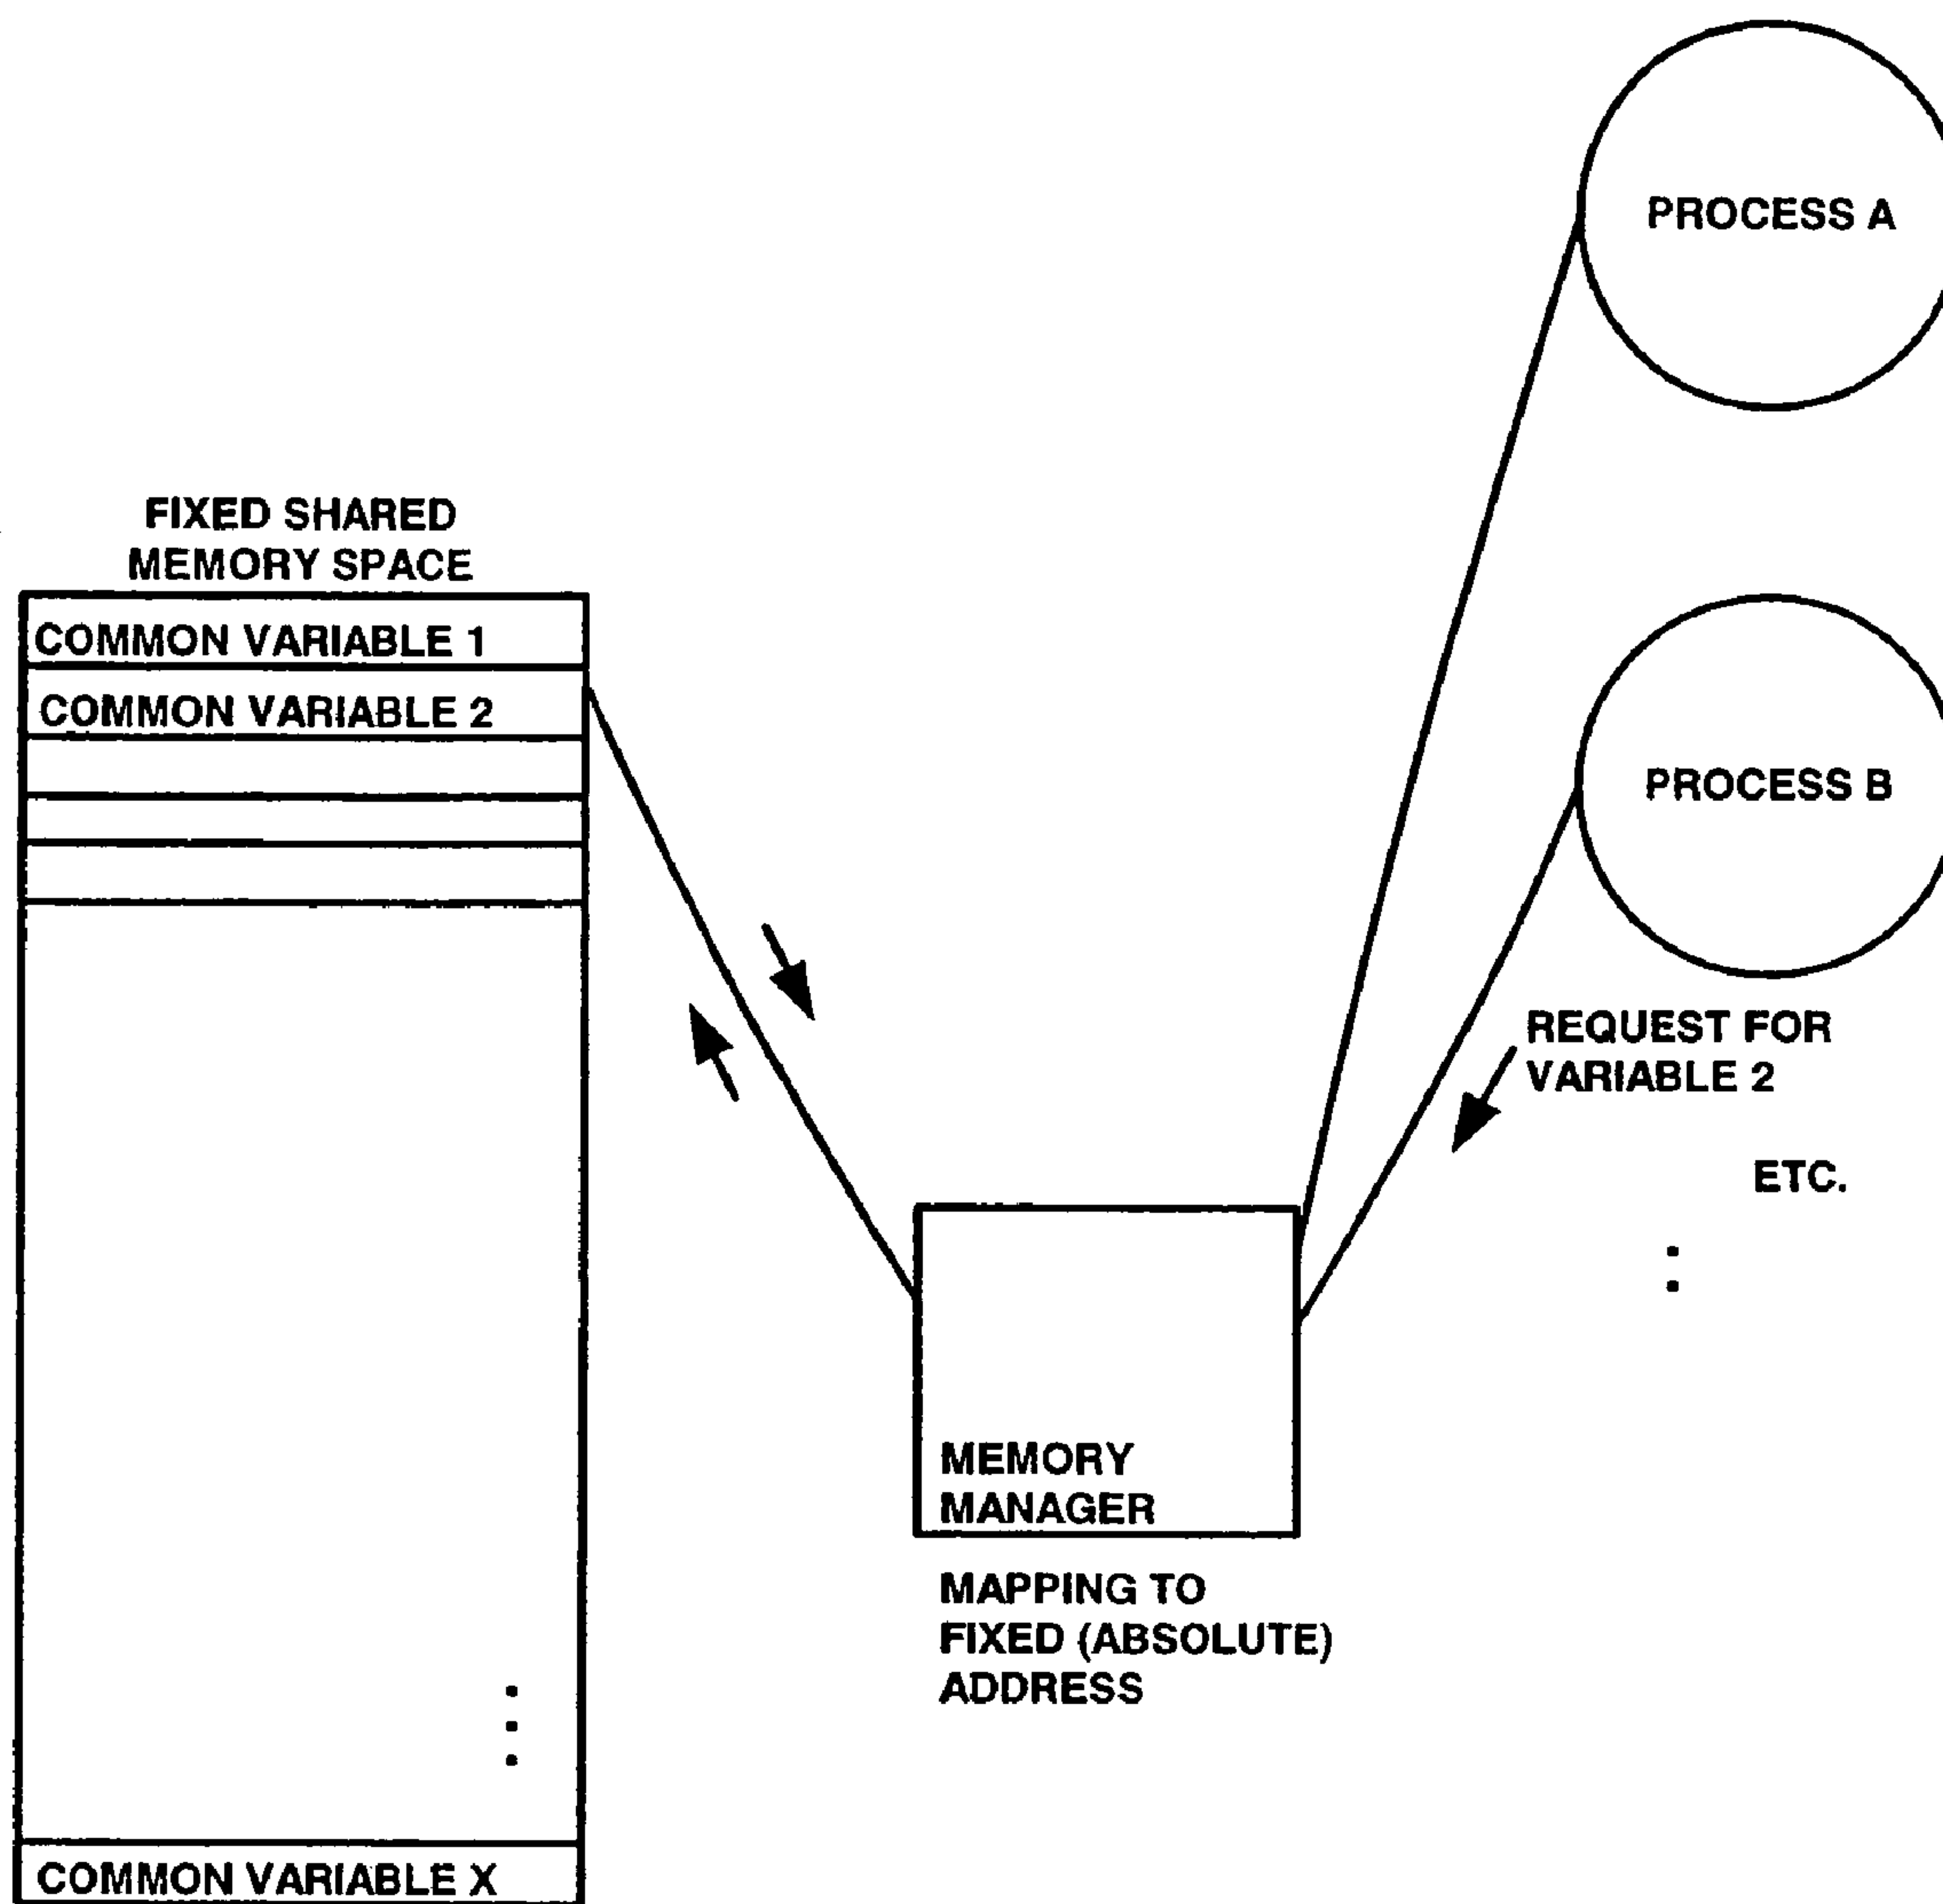 PROCESS A
FIXED SHARED
MEMORY SPACE
COMMON VARIABLE 1
COMMON VARIABLE 2
PROCESS B
REQUEST FOR
VARIABLE 2
ETC.
MEMORY
MANAGER
MAPPING TO
FIXED (ABSOLUTE)
ADDRESS
COMMON VARIABLE X